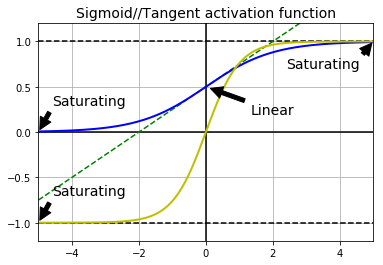 Sigmoid//Tangent activation function
1.0
Saturating
Saturating
0.5
Linear
0.0
−0.5
Saturating
−1.0
−4 −2 0 2 4